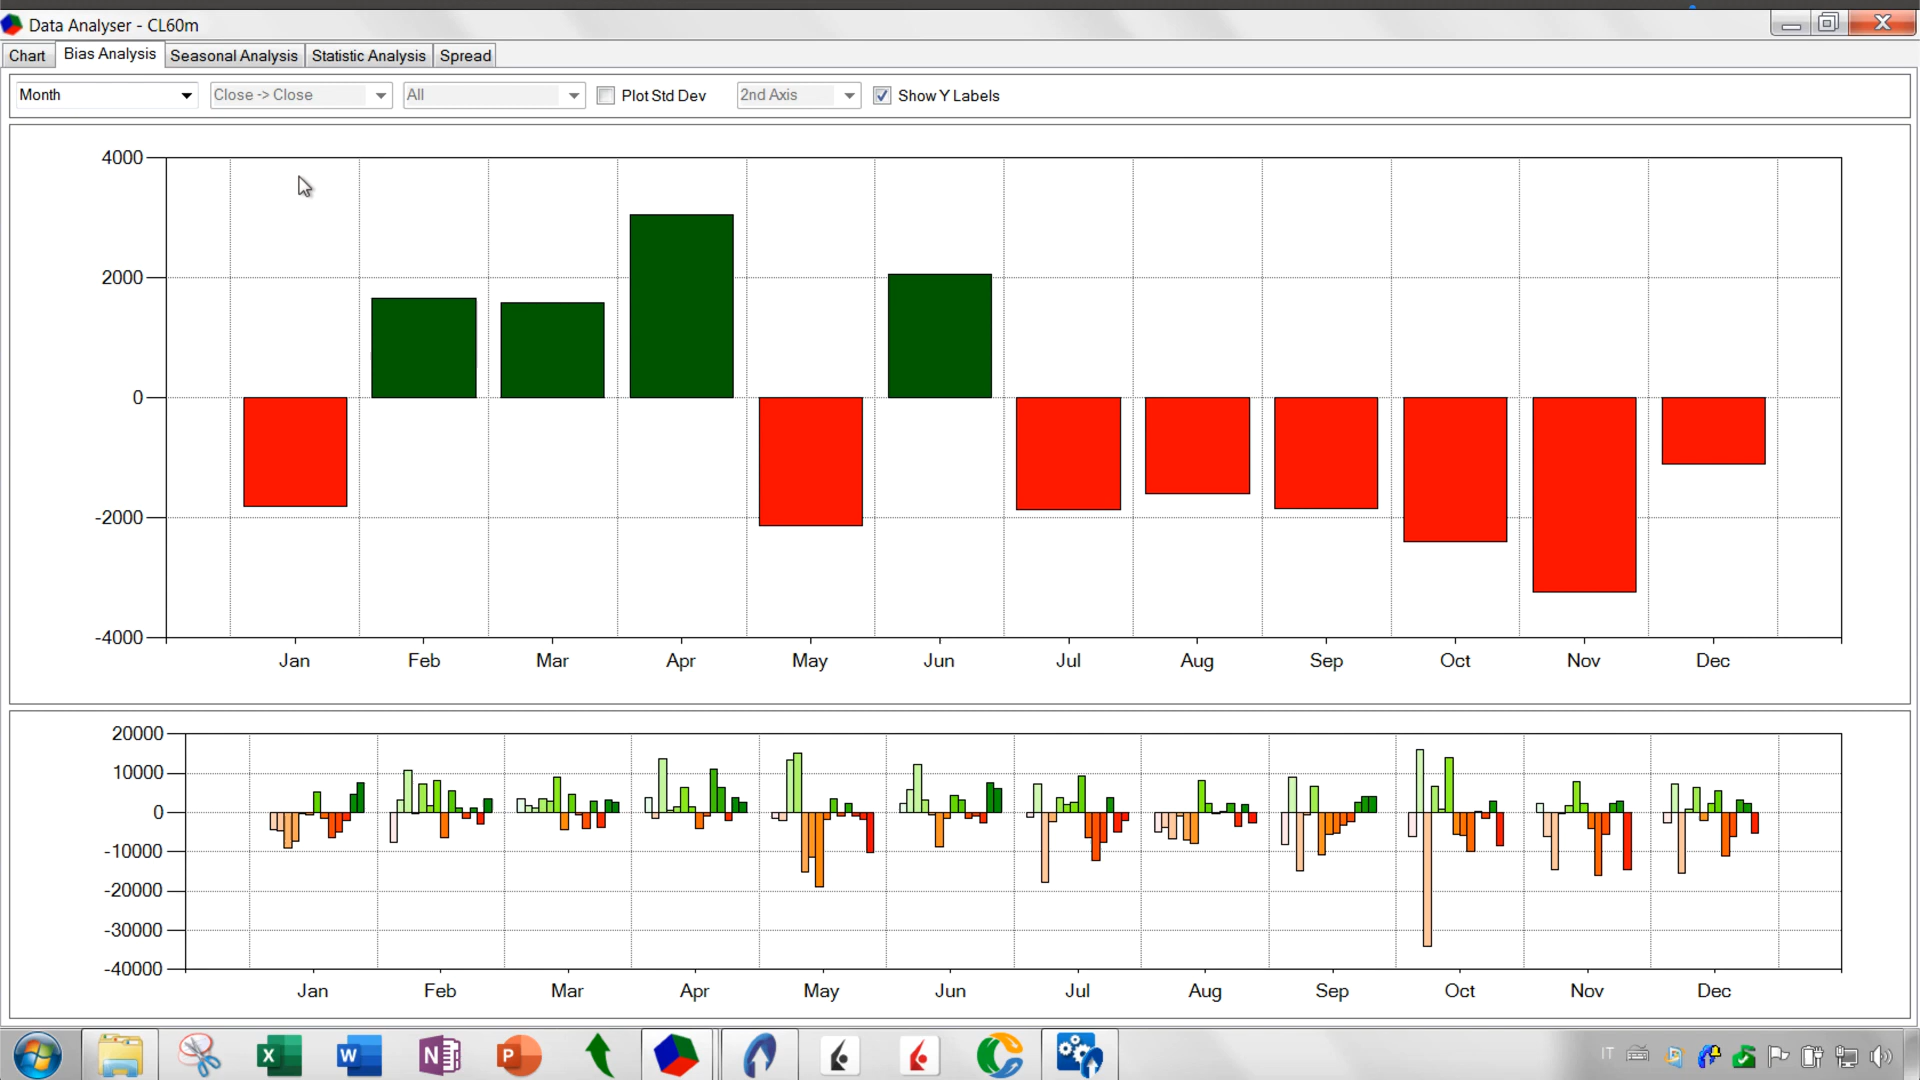 Data Analyser - CL60m
Chart Bias Analysis Seasonal Analysis Statistic Analysis Spread
Month Close -> Close All Plot Std Dev 2nd Axis Show Y Labels
4000
2000
0
-2000
-4000
Jan Feb Mar Apr May Jun Jul Aug Sep Oct Nov Dec
20000
10000
0
-10000
-20000
-30000
-40000
Jan Feb Mar Apr May Jun Jul Aug Sep Oct Nov Dec
X W N P IT